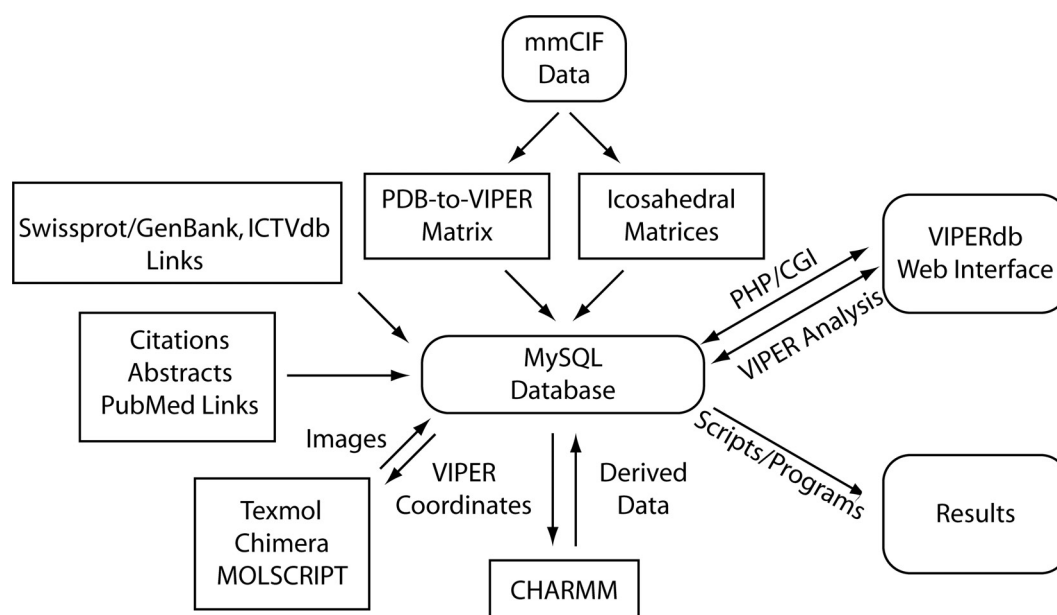 mmCIF
Data
PDB-to-VIPER
Matrix
Icosahedral
Matrices
Swissprot/GenBank, ICTVdb
Links
VIPERdb
Web Interface
PHP/CGI
VIPER Analysis
Citations
Abstracts
PubMed Links
MySQL
Database
Images
VIPER
Coordinates
Derived
Data
Scripts/Programs
Texmol
Chimera
MOLSCRIPT
CHARMM
Results